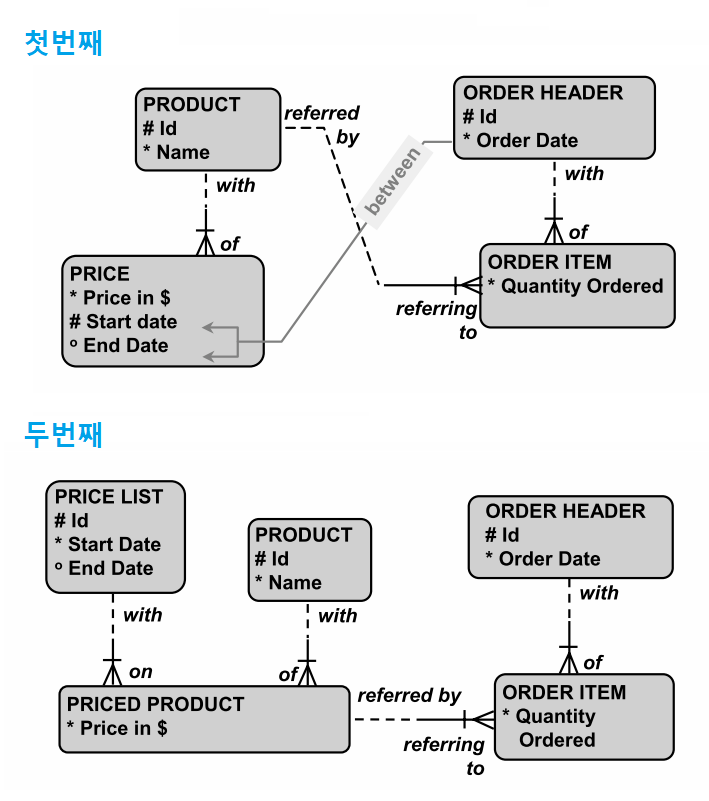 첫번째
PRODUCT
# Id
* Name
referred
by
between
ORDER HEADER
# Id
* Order Date
with
of
with
of
PRICE
* Price in $
# Start date
o End Date
ORDER ITEM
* Quantity Ordered
referring
to
두번째
PRICE LIST
# Id
* Start Date
o End Date
PRODUCT
# Id
* Name
ORDER HEADER
# Id
* Order Date
with
on
with
of
with
of
PRICED PRODUCT
* Price in $
referred by
referring
to
ORDER ITEM
* Quantity
Ordered